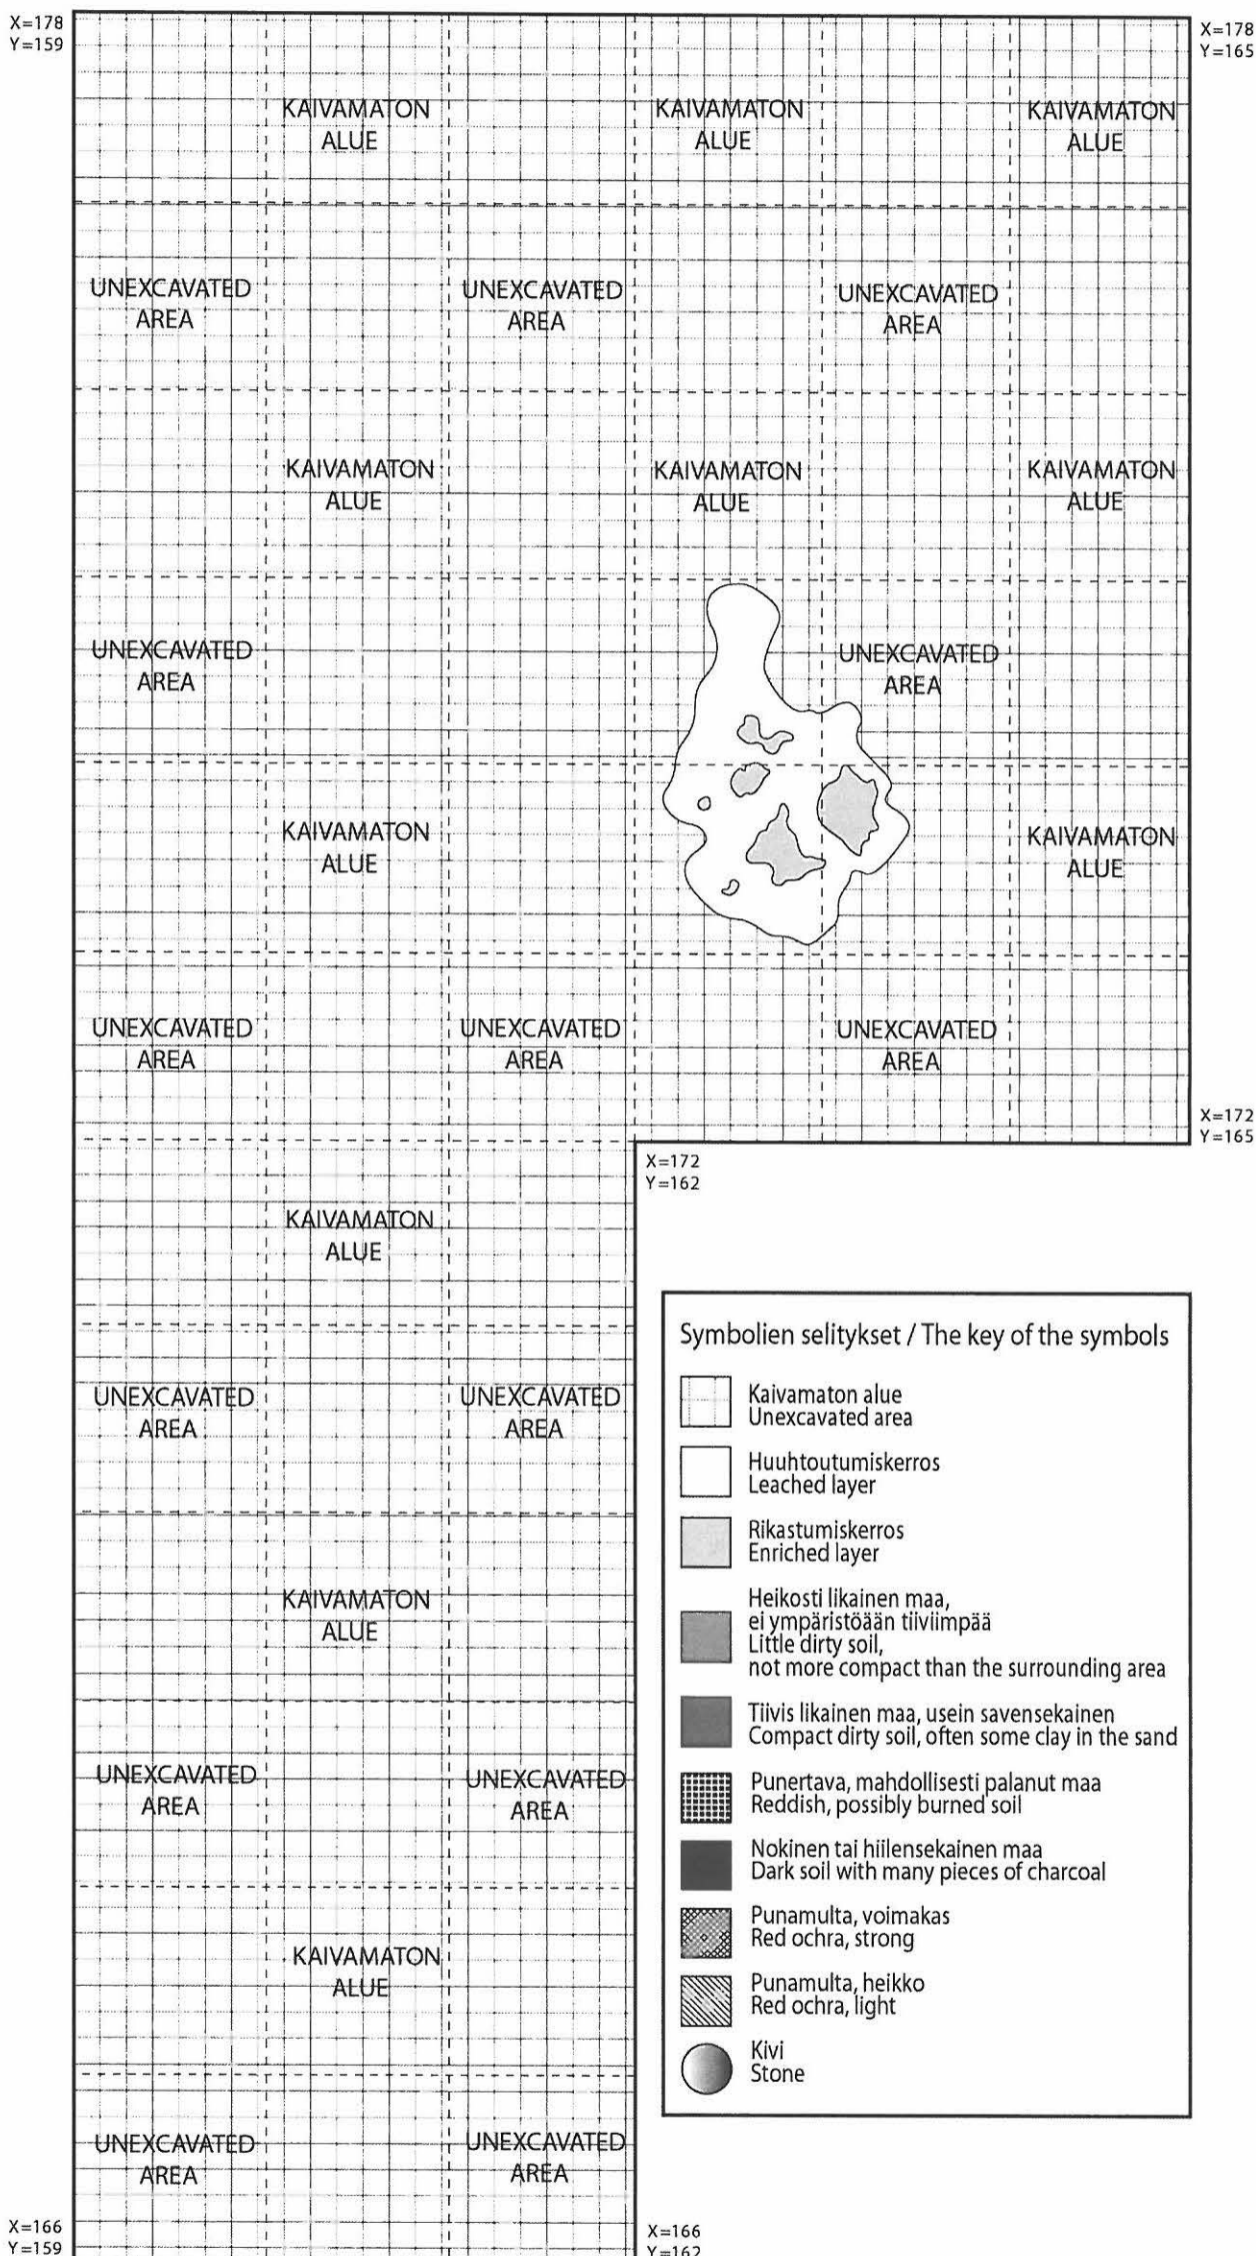 X=178
Y=159
X=178
Y=165
KAIVAMATON
ALUE
KAIVAMATON
ALUE
KAIVAMATON
ALUE
UNEXCAVATED
AREA
UNEXCAVATED
AREA
UNEXCAVATED
AREA
KAIVAMATON
ALUE
KAIVAMATON
ALUE
KAIVAMATON
ALUE
UNEXCAVATED
AREA
UNEXCAVATED
AREA
KAIVAMATON
ALUE
KAIVAMATON
ALUE
UNEXCAVATED
AREA
UNEXCAVATED
AREA
UNEXCAVATED
AREA
X=172
Y=165
X=172
Y=162
KAIVAMATON
ALUE
UNEXCAVATED
AREA
UNEXCAVATED
AREA
KAIVAMATON
ALUE
UNEXCAVATED
AREA
UNEXCAVATED
AREA
KAIVAMATON
ALUE
UNEXCAVATED
AREA
UNEXCAVATED
AREA
X=166
Y=159
X=166
Y=162
Symbolien selitykset / The key of the symbols
Kaivamaton alue
Unexcavated area
Huuhtoutumiskerros
Leached layer
Rikastumiskerros
Enriched layer
Heikosti likainen maa,
ei ympäristöään tiiviimpää
Little dirty soil,
not more compact than the surrounding area
Tiivis likainen maa, usein savensekainen
Compact dirty soil, often some clay in the sand
Punertava, mahdollisesti palanut maa
Reddish, possibly burned soil
Nokinen tai hiilensekainen maa
Dark soil with many pieces of charcoal
Punamulta, voimakas
Red ochra, strong
Punamulta, heikko
Red ochra, light
Kivi
Stone